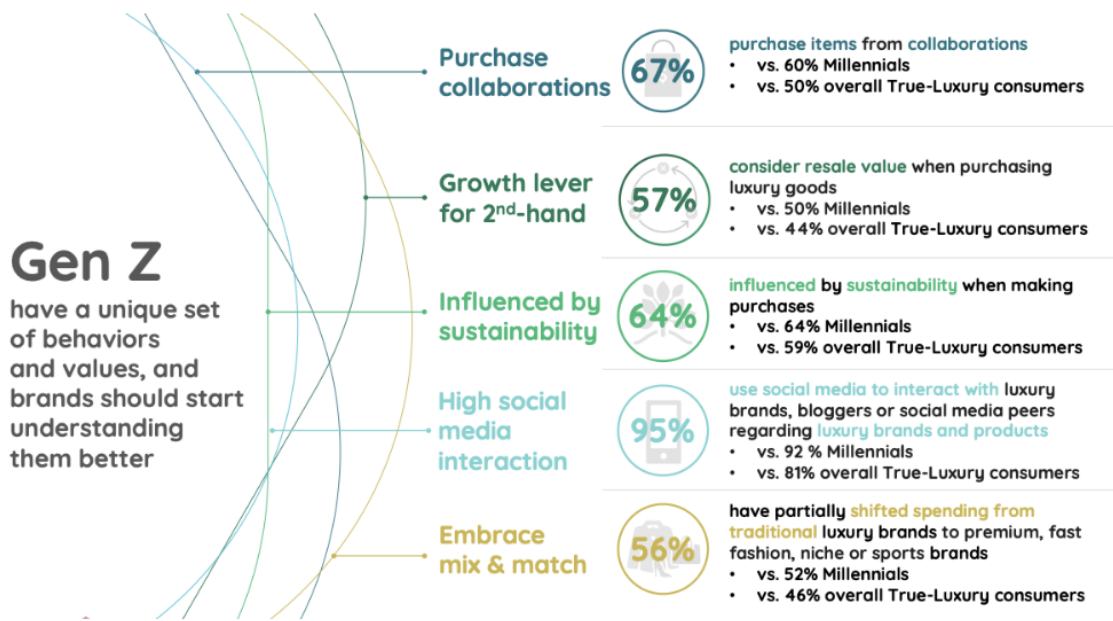 Gen Z
have a unique set
of behaviors
and values, and
brands should start
understanding
them better
Purchase
collaborations
67%
purchase items from collaborations
• vs. 60% Millennials
• vs. 50% overall True-Luxury consumers
Growth lever
for 2nd-hand
57%
consider resale value when purchasing
luxury goods
• vs. 50% Millennials
• vs. 44% overall True-Luxury consumers
Influenced by
sustainability
64%
influenced by sustainability when making
purchases
• vs. 64% Millennials
• vs. 59% overall True-Luxury consumers
High social
media
interaction
95%
use social media to interact with luxury
brands, bloggers or social media peers
regarding luxury brands and products
• vs. 92 % Millennials
• vs. 81% overall True-Luxury consumers
Embrace
mix & match
56%
have partially shifted spending from
traditional luxury brands to premium, fast
fashion, niche or sports brands
• vs. 52% Millennials
• vs. 46% overall True-Luxury consumers